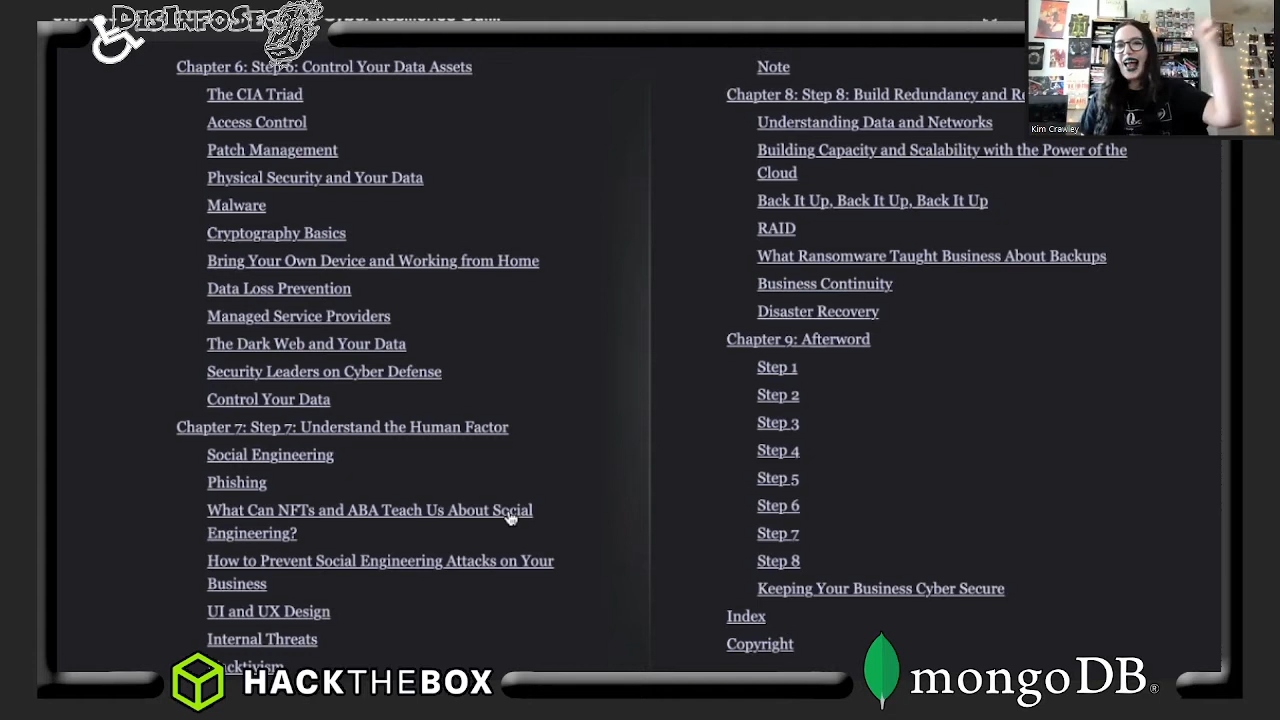 DISINFOSEC
Chapter 6: Step 6: Control Your Data Assets
The CIA Triad
Access Control
Patch Management
Physical Security and Your Data
Malware
Cryptography Basics
Bring Your Own Device and Working from Home
Data Loss Prevention
Managed Service Providers
The Dark Web and Your Data
Security Leaders on Cyber Defense
Control Your Data
Chapter 7: Step 7: Understand the Human Factor
Social Engineering
Phishing
What Can NFTs and ABA Teach Us About Social
Engineering?
How to Prevent Social Engineering Attacks on Your
Business
UI and UX Design
Internal Threats
Note
Chapter 8: Step 8: Build Redundancy and
Understanding Data and Networks
Building Capacity and Scalability with the Power of the
Cloud
Back It Up, Back It Up, Back It Up
RAID
What Ransomware Taught Business About Backups
Business Continuity
Disaster Recovery
Chapter 9: Afterword
Step 1
Step 2
Step 3
Step 4
Step 5
Step 6
Step 7
Step 8
Keeping Your Business Cyber Secure
Index
Copyright
Kim Crawley
HACKTHEBOX
mongoDB®